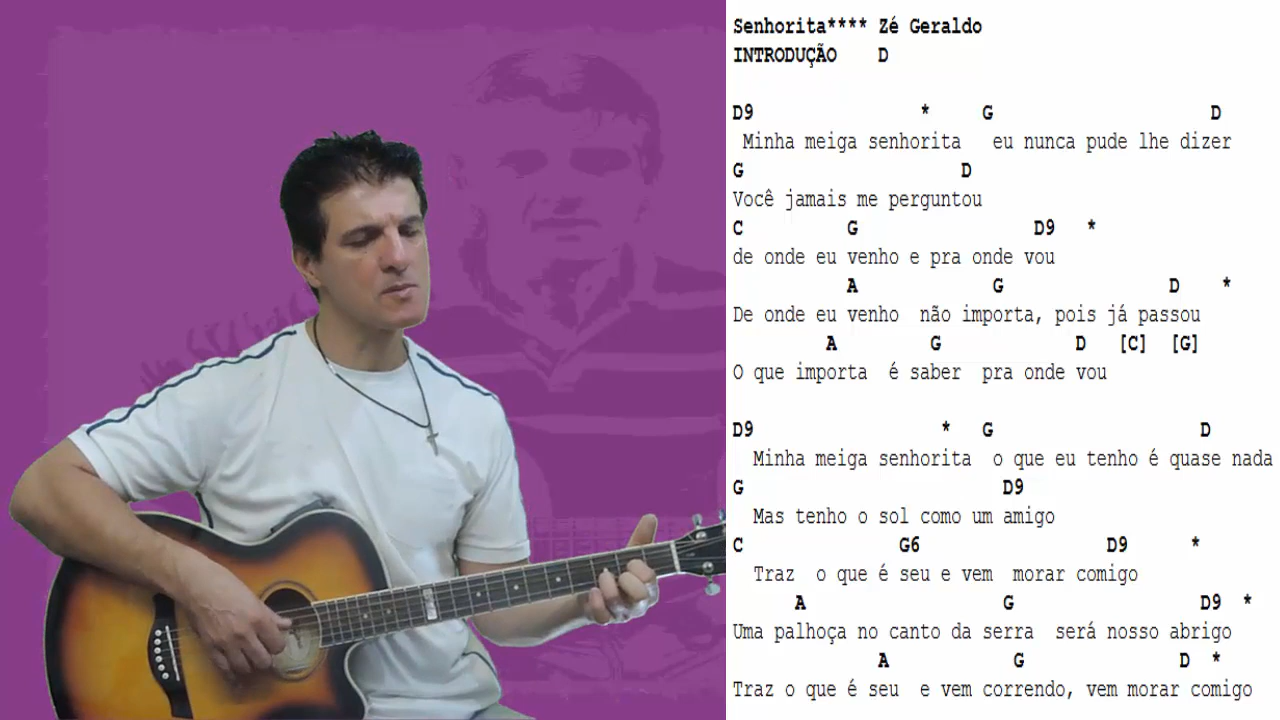 Senhorita**** Zé Geraldo
INTRODUÇÃO D
D9 * G D
Minha meiga senhorita eu nunca pude lhe dizer
G D
Você jamais me perguntou
C G D9 *
de onde eu venho e pra onde vou
A G D *
De onde eu venho não importa, pois já passou
A G D [C] [G]
O que importa é saber pra onde vou
D9 * G D
Minha meiga senhorita o que eu tenho é quase nada
G D9
Mas tenho o sol como um amigo
C G6 D9 *
Traz o que é seu e vem morar comigo
A G D9 *
Uma palhoça no canto da serra será nosso abrigo
A G D *
Traz o que é seu e vem correndo, vem morar comigo